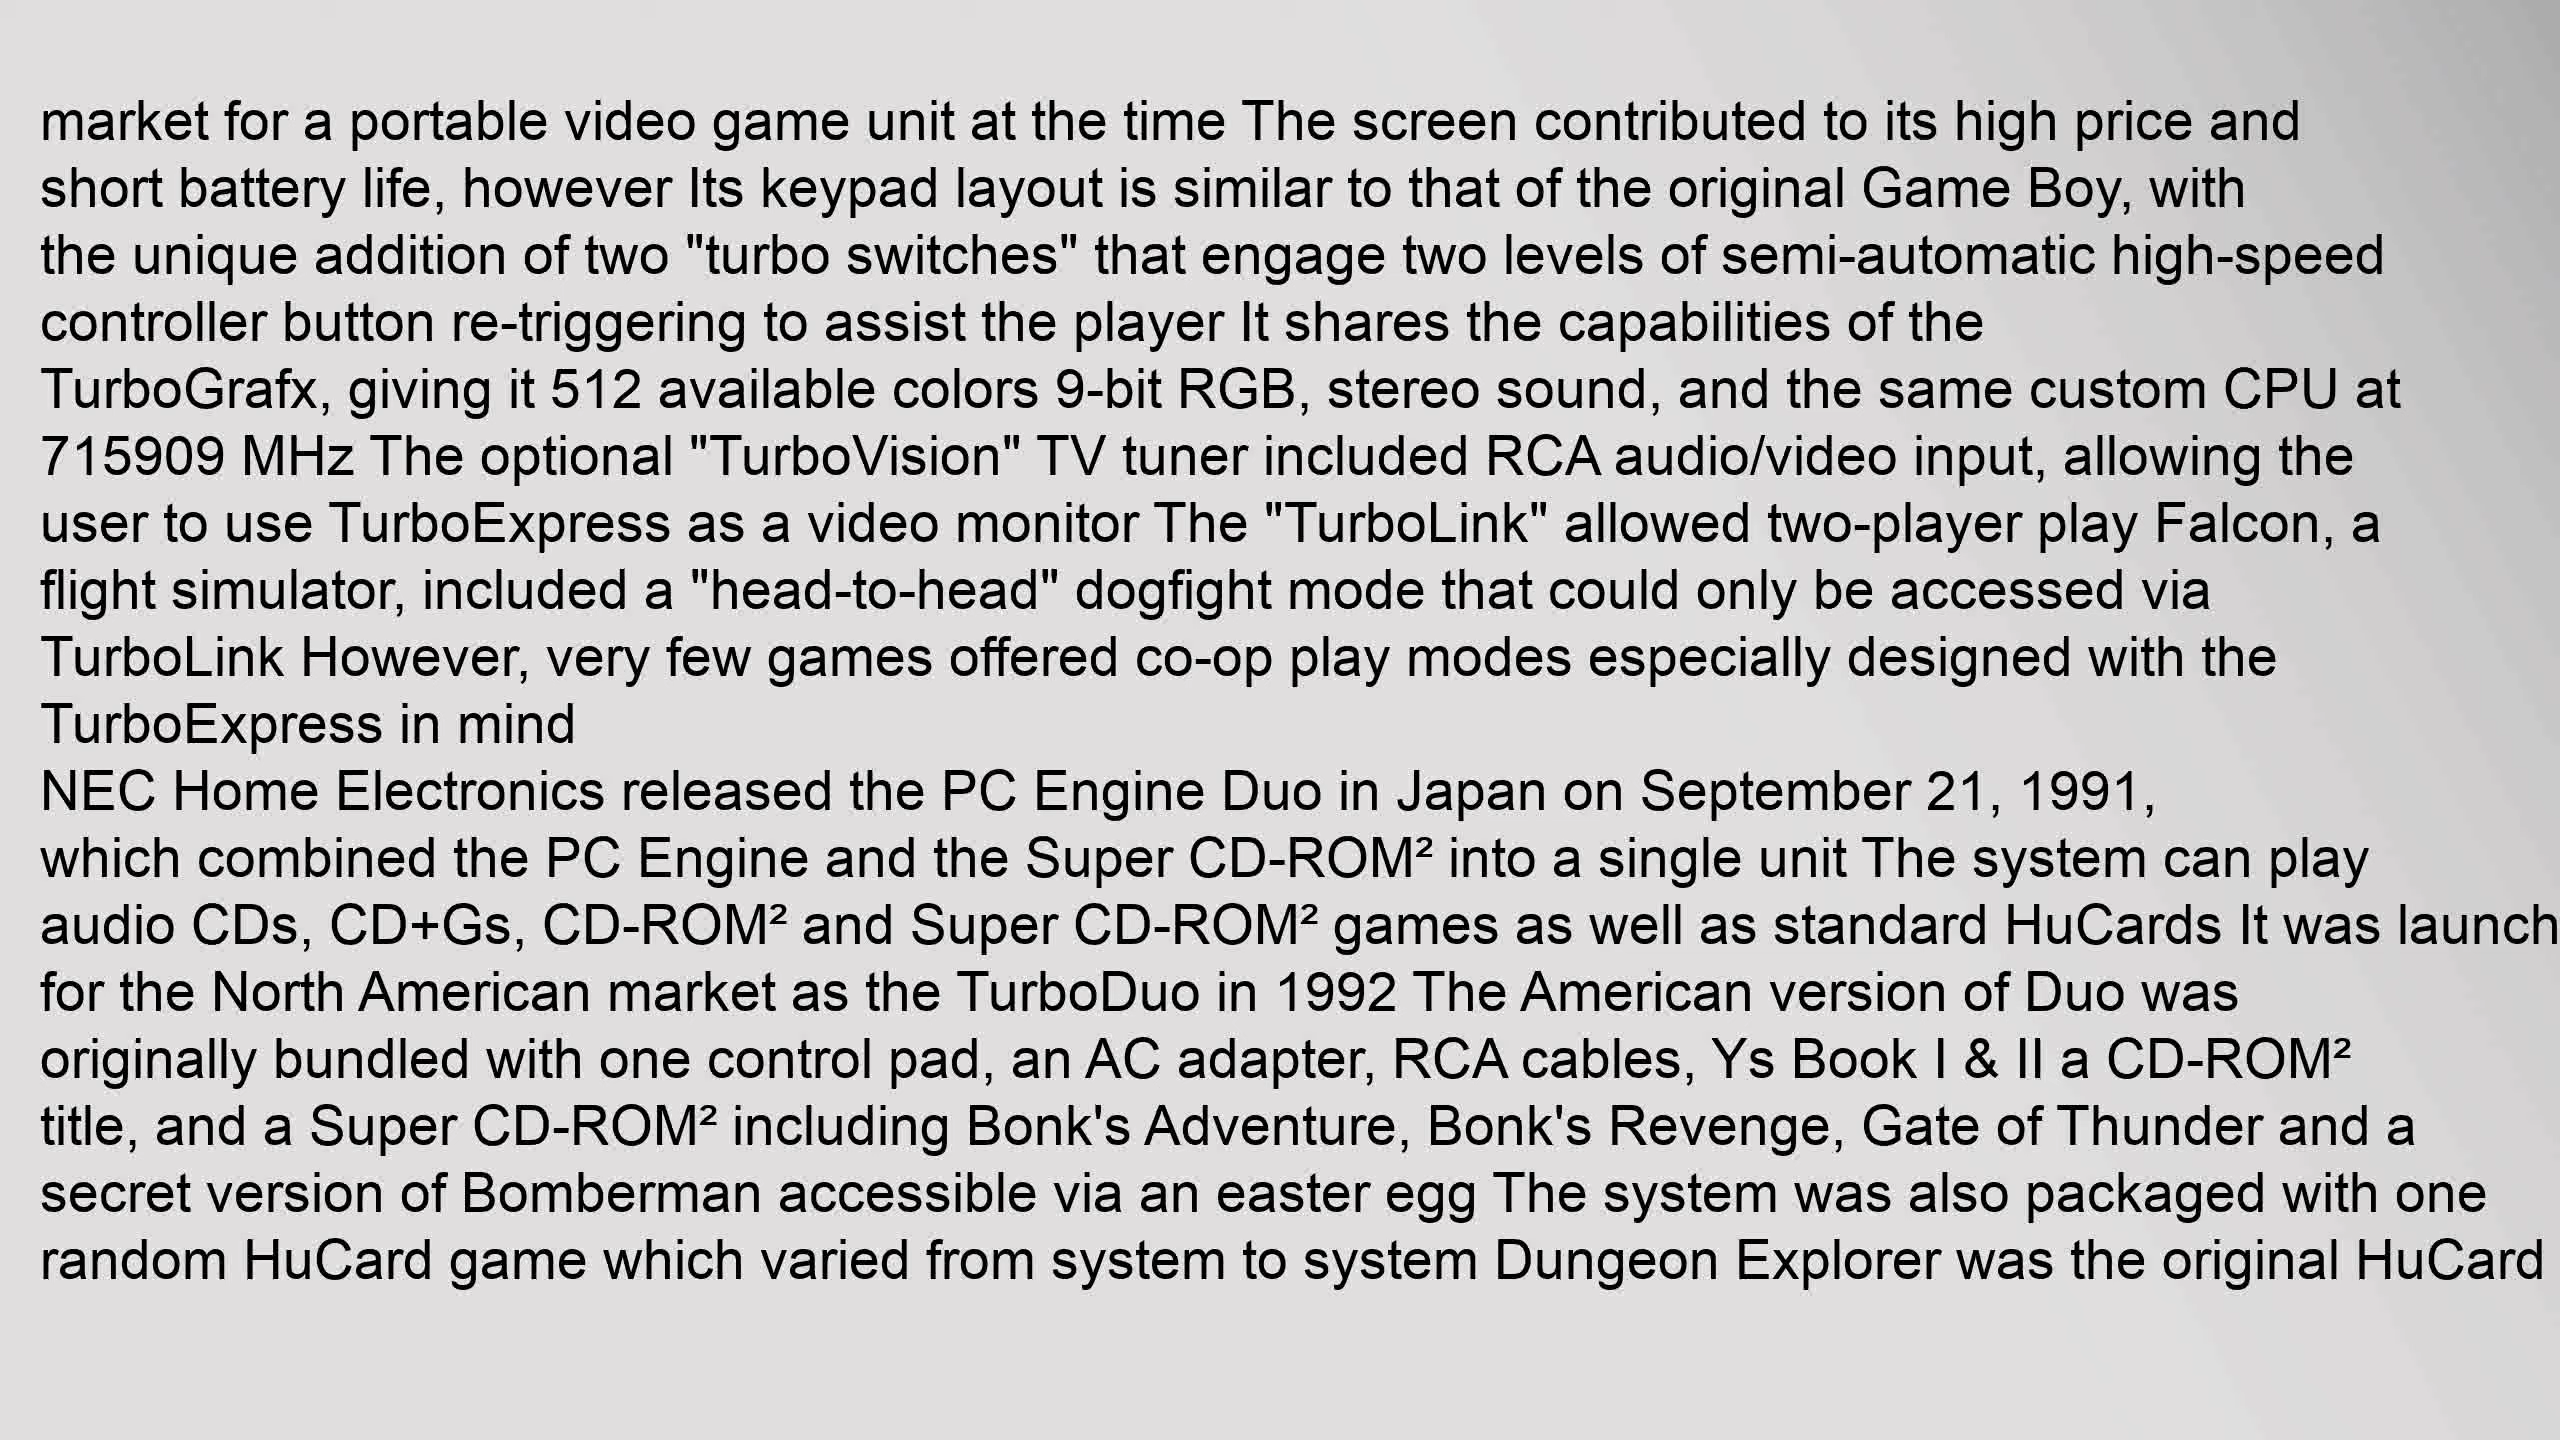 market for a portable video game unit at the time The screen contributed to its high price and
short battery life, however Its keypad layout is similar to that of the original Game Boy, with
the unique addition of two "turbo switches" that engage two levels of semi-automatic high-speed
controller button re-triggering to assist the player It shares the capabilities of the
TurboGrafx, giving it 512 available colors 9-bit RGB, stereo sound, and the same custom CPU at
715909 MHz The optional "TurboVision" TV tuner included RCA audio/video input, allowing the
user to use TurboExpress as a video monitor The "TurboLink" allowed two-player play Falcon, a
flight simulator, included a "head-to-head" dogfight mode that could only be accessed via
TurboLink However, very few games offered co-op play modes especially designed with the
TurboExpress in mind
NEC Home Electronics released the PC Engine Duo in Japan on September 21, 1991,
which combined the PC Engine and the Super CD-ROM² into a single unit The system can play
audio CDs, CD+Gs, CD-ROM² and Super CD-ROM² games as well as standard HuCards It was launch
for the North American market as the TurboDuo in 1992 The American version of Duo was
originally bundled with one control pad, an AC adapter, RCA cables, Ys Book I & II a CD-ROM²
title, and a Super CD-ROM² including Bonk's Adventure, Bonk's Revenge, Gate of Thunder and a
secret version of Bomberman accessible via an easter egg The system was also packaged with one
random HuCard game which varied from system to system Dungeon Explorer was the original HuCard